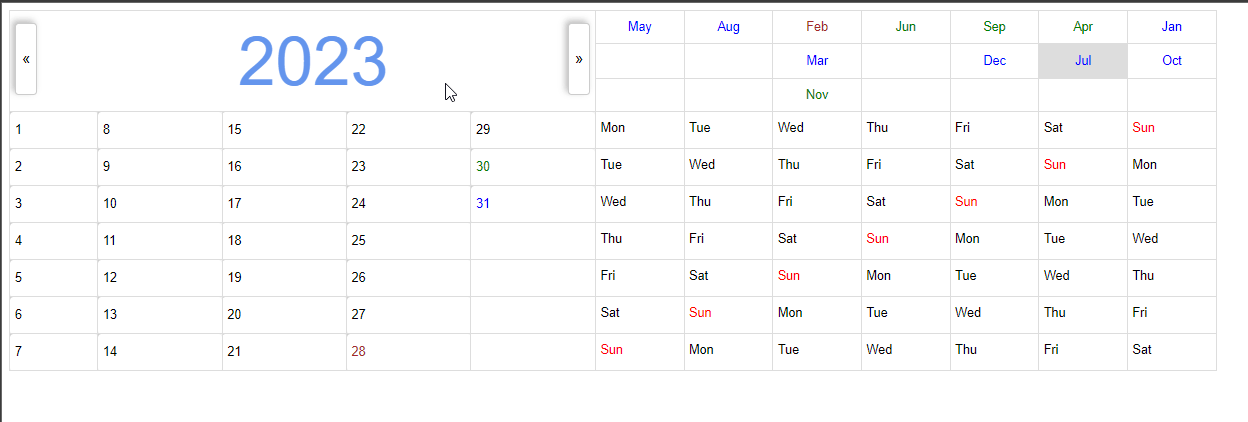 « 2023 » May Aug Feb Jun Sep Apr Jan
Mar Dec Jul Oct
Nov
1 8 15 22 29 Mon Tue Wed Thu Fri Sat Sun
2 9 16 23 30 Tue Wed Thu Fri Sat Sun Mon
3 10 17 24 31 Wed Thu Fri Sat Sun Mon Tue
4 11 18 25 Thu Fri Sat Sun Mon Tue Wed
5 12 19 26 Fri Sat Sun Mon Tue Wed Thu
6 13 20 27 Sat Sun Mon Tue Wed Thu Fri
7 14 21 28 Sun Mon Tue Wed Thu Fri Sat